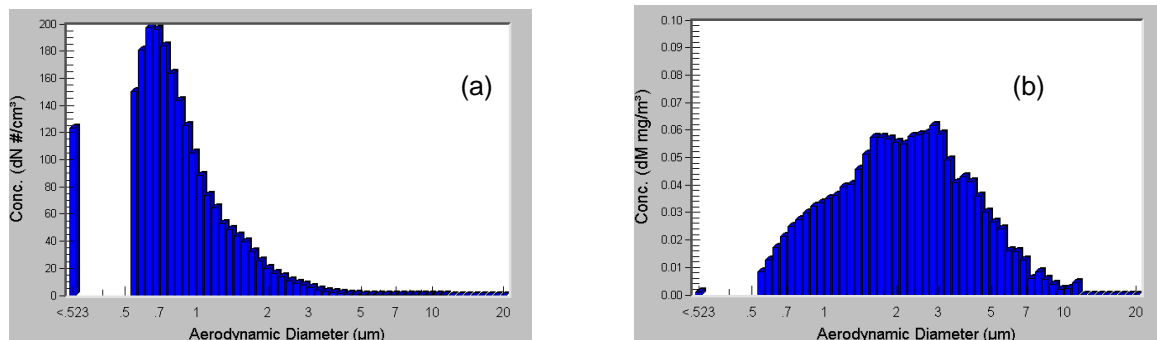 Conc. (dN #/cm³)
200
180
160
140
120
100
80
60
40
20
0
(a)
<.523 .5 .7 1 2 3 5 7 10 20
Aerodynamic Diameter (µm)
Conc. (dM mg/m³)
0.10
0.09
0.08
0.07
0.06
0.05
0.04
0.03
0.02
0.01
0.00
(b)
<.523 .5 .7 1 2 3 5 7 10 20
Aerodynamic Diameter (µm)